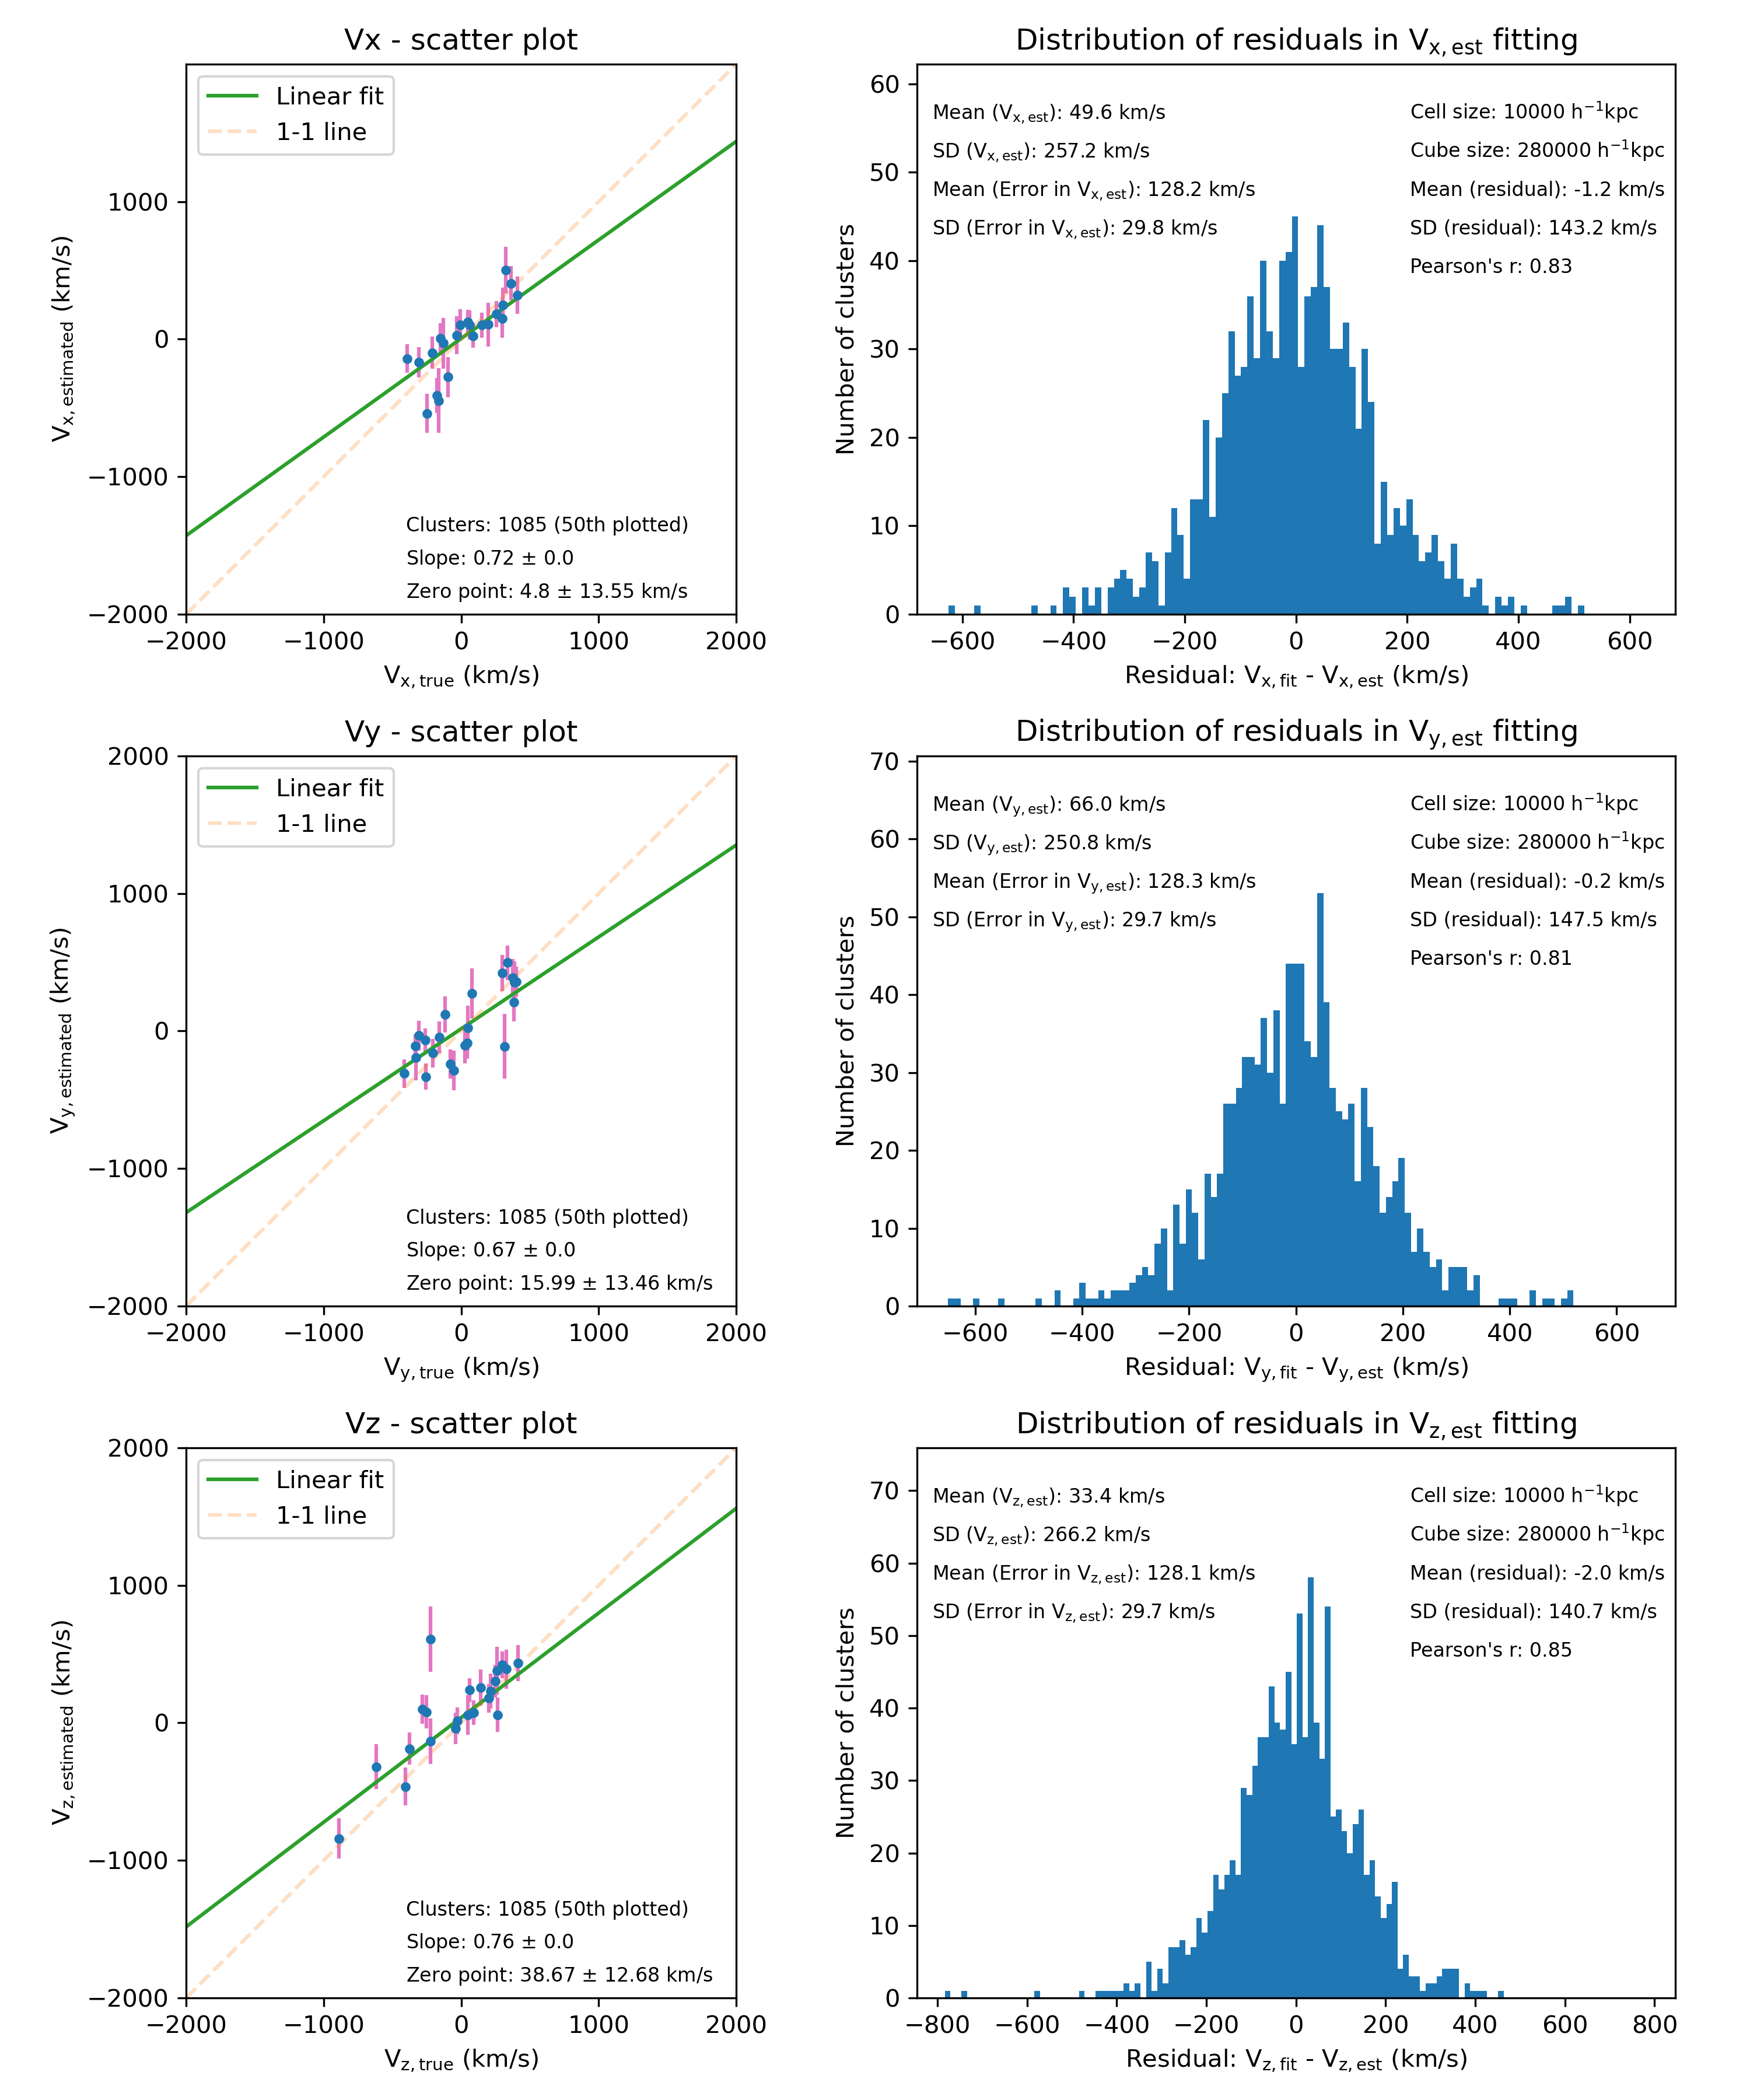 Vx - scatter plot
Linear fit
1-1 line
1000
0
−1000
−2000
V_x, estimated (km/s)
Clusters: 1085 (50th plotted)
Slope: 0.72 ± 0.0
Zero point: 4.8 ± 13.55 km/s
−2000 −1000 0 1000 2000
V_x, true (km/s)
Distribution of residuals in V_x, est fitting
60
50
40
30
20
10
0
Number of clusters
Mean (V_x, est): 49.6 km/s
SD (V_x, est): 257.2 km/s
Mean (Error in V_x, est): 128.2 km/s
SD (Error in V_x, est): 29.8 km/s
Cell size: 10000 h⁻¹kpc
Cube size: 280000 h⁻¹kpc
Mean (residual): -1.2 km/s
SD (residual): 143.2 km/s
Pearson's r: 0.83
−600 −400 −200 0 200 400 600
Residual: V_x, fit - V_x, est (km/s)
Vy - scatter plot
Linear fit
1-1 line
2000
1000
0
−1000
−2000
V_y, estimated (km/s)
Clusters: 1085 (50th plotted)
Slope: 0.67 ± 0.0
Zero point: 15.99 ± 13.46 km/s
−2000 −1000 0 1000 2000
V_y, true (km/s)
Distribution of residuals in V_y, est fitting
70
60
50
40
30
20
10
0
Number of clusters
Mean (V_y, est): 66.0 km/s
SD (V_y, est): 250.8 km/s
Mean (Error in V_y, est): 128.3 km/s
SD (Error in V_y, est): 29.7 km/s
Cell size: 10000 h⁻¹kpc
Cube size: 280000 h⁻¹kpc
Mean (residual): -0.2 km/s
SD (residual): 147.5 km/s
Pearson's r: 0.81
−600 −400 −200 0 200 400 600
Residual: V_y, fit - V_y, est (km/s)
Vz - scatter plot
Linear fit
1-1 line
2000
1000
0
−1000
−2000
V_z, estimated (km/s)
Clusters: 1085 (50th plotted)
Slope: 0.76 ± 0.0
Zero point: 38.67 ± 12.68 km/s
−2000 −1000 0 1000 2000
V_z, true (km/s)
Distribution of residuals in V_z, est fitting
70
60
50
40
30
20
10
0
Number of clusters
Mean (V_z, est): 33.4 km/s
SD (V_z, est): 266.2 km/s
Mean (Error in V_z, est): 128.1 km/s
SD (Error in V_z, est): 29.7 km/s
Cell size: 10000 h⁻¹kpc
Cube size: 280000 h⁻¹kpc
Mean (residual): -2.0 km/s
SD (residual): 140.7 km/s
Pearson's r: 0.85
−800 −600 −400 −200 0 200 400 600 800
Residual: V_z, fit - V_z, est (km/s)